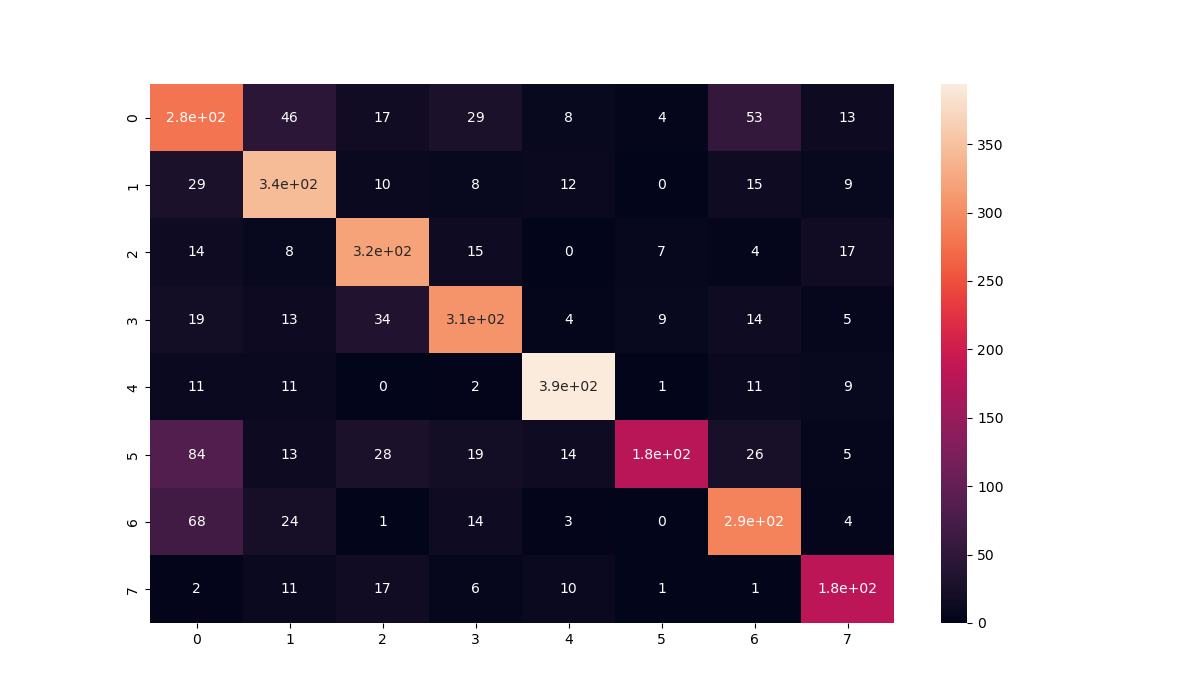 0 2.8e+02 46 17 29 8 4 53 13
350
1 29 3.4e+02 10 8 12 0 15 9
300
2 14 8 3.2e+02 15 0 7 4 17
250
3 19 13 34 3.1e+02 4 9 14 5
200
4 11 11 0 2 3.9e+02 1 11 9
150
5 84 13 28 19 14 1.8e+02 26 5
100
6 68 24 1 14 3 0 2.9e+02 4
50
7 2 11 17 6 10 1 1 1.8e+02
0
0 1 2 3 4 5 6 7